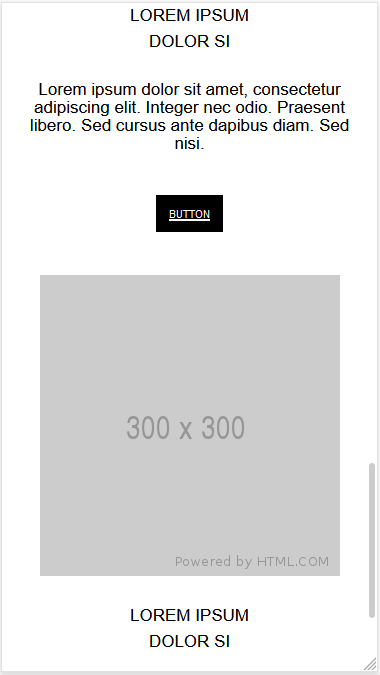 LOREM IPSUM
DOLOR SI
Lorem ipsum dolor sit amet, consectetur
adipiscing elit. Integer nec odio. Praesent
libero. Sed cursus ante dapibus diam. Sed
nisi.
BUTTON
300 x 300
Powered by HTML.COM
LOREM IPSUM
DOLOR SI